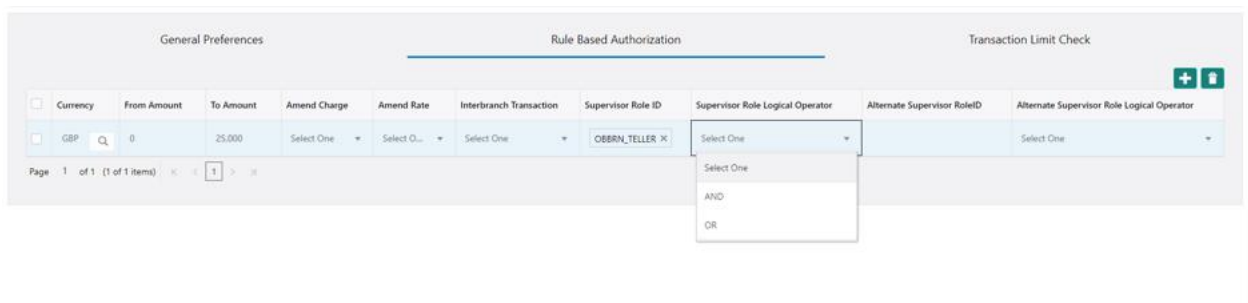 General Preferences Rule Based Authorization Transaction Limit Check
Currency From Amount To Amount Amend Charge Amend Rate Interbranch Transaction Supervisor Role ID Supervisor Role Logical Operator Alternate Supervisor RoleID Alternate Supervisor Role Logical Operator
GBP 0 25,000 Select One Select O... Select One OBBRN_TELLER × Select One Select One
Page 1 of 1 (1 of 1 items) 1
Select One
AND
OR